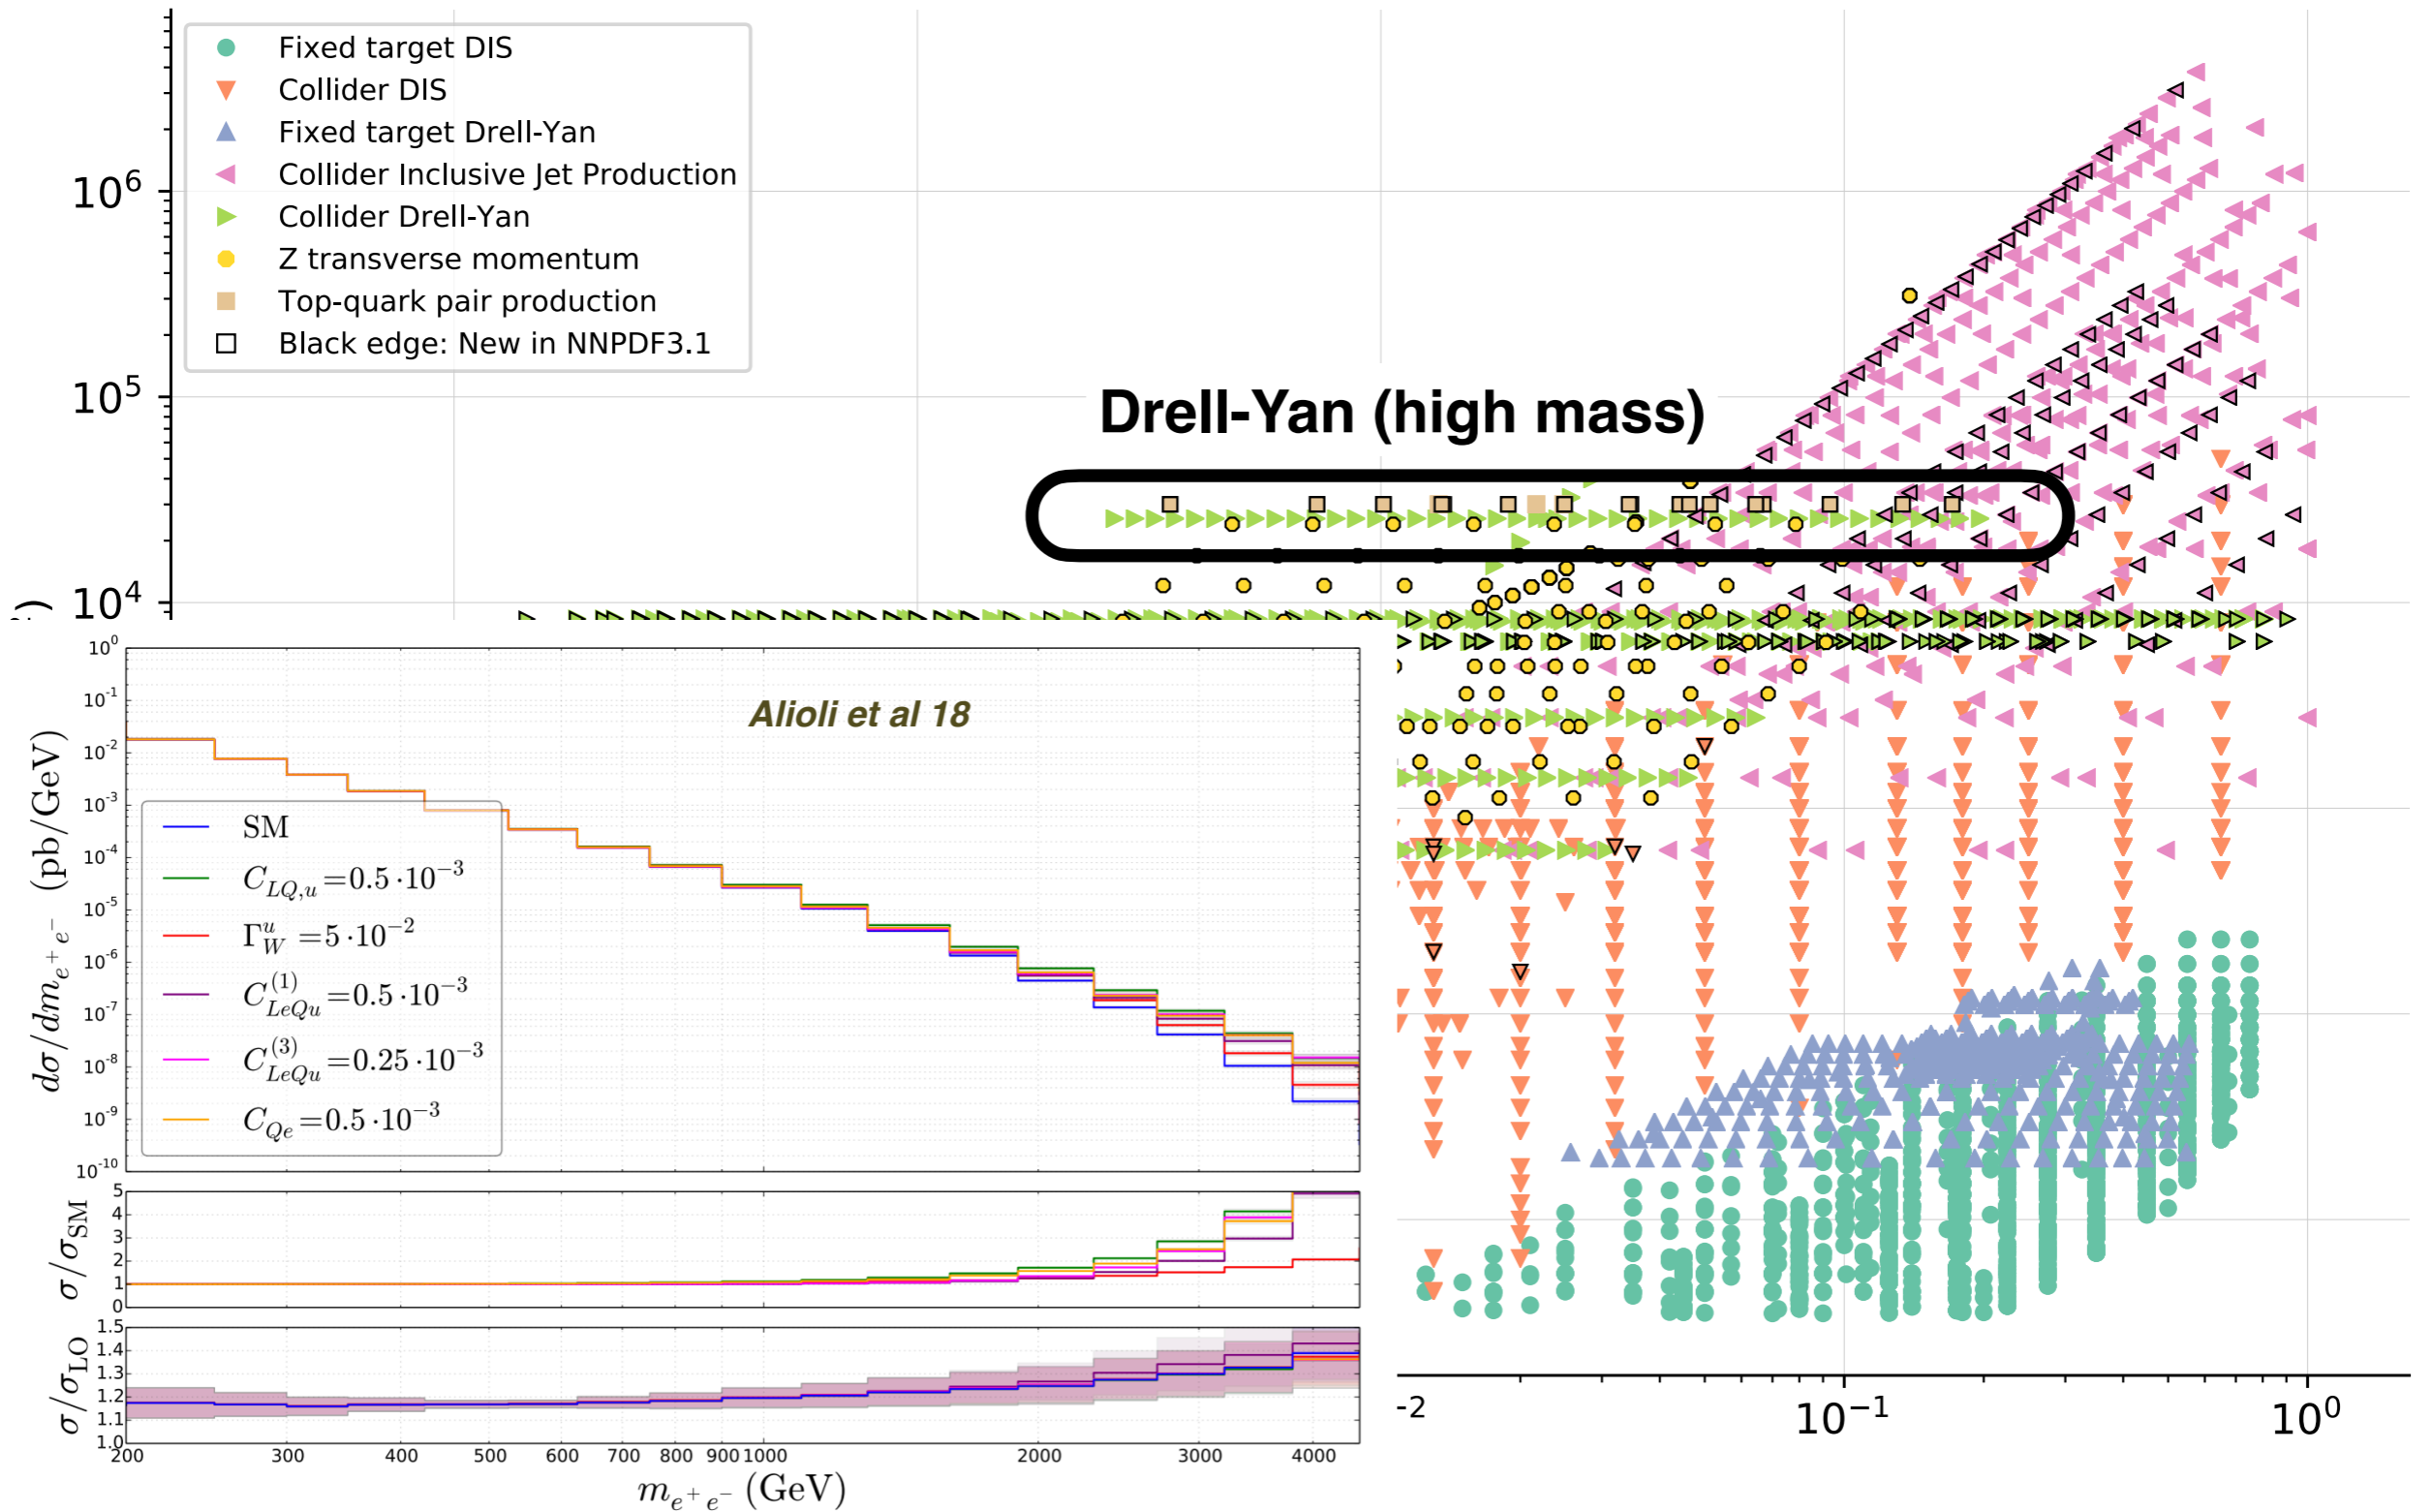 Fixed target DIS
Collider DIS
Fixed target Drell-Yan
Collider Inclusive Jet Production
Collider Drell-Yan
Z transverse momentum
Top-quark pair production
Black edge: New in NNPDF3.1
10^6
10^5
10^4
Drell-Yan (high mass)
Alioli et al 18
10^0
10^-1
10^-2
10^-3
10^-4
10^-5
10^-6
10^-7
10^-8
10^-9
10^-10
dσ/dm_{e^+ e^-} (pb/GeV)
SM
C_{LQ,u} = 0.5 · 10^{-3}
Γ_W^u = 5 · 10^{-2}
C_{LeQu}^{(1)} = 0.5 · 10^{-3}
C_{LeQu}^{(3)} = 0.25 · 10^{-3}
C_{Qe} = 0.5 · 10^{-3}
5
4
3
2
1
0
σ/σ_SM
1.5
1.4
1.3
1.2
1.1
1.0
σ/σ_LO
200 300 400 500 600 700 800 900 1000 2000 3000 4000
m_{e^+ e^-} (GeV)
-2 10^-1 10^0